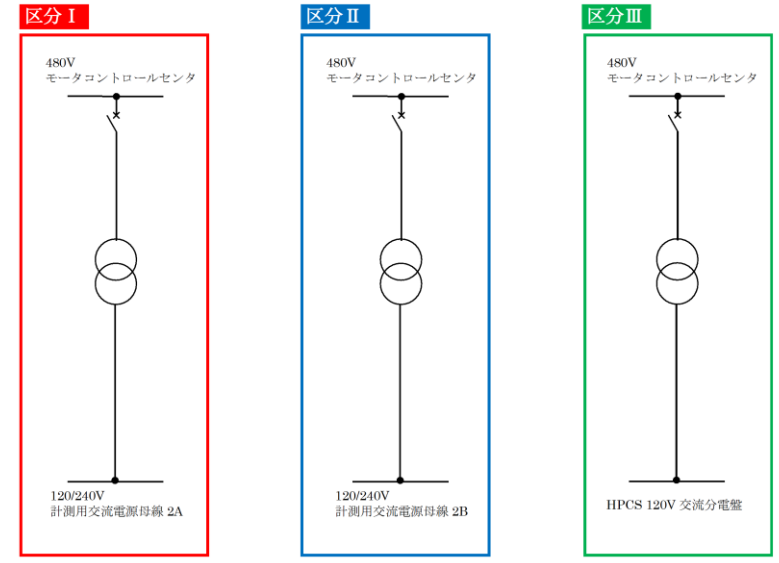 区分Ⅰ
480V
モータコントロールセンタ
120/240V
計測用交流電源母線 2A
区分Ⅱ
480V
モータコントロールセンタ
120/240V
計測用交流電源母線 2B
区分Ⅲ
480V
モータコントロールセンタ
HPCS 120V 交流分電盤